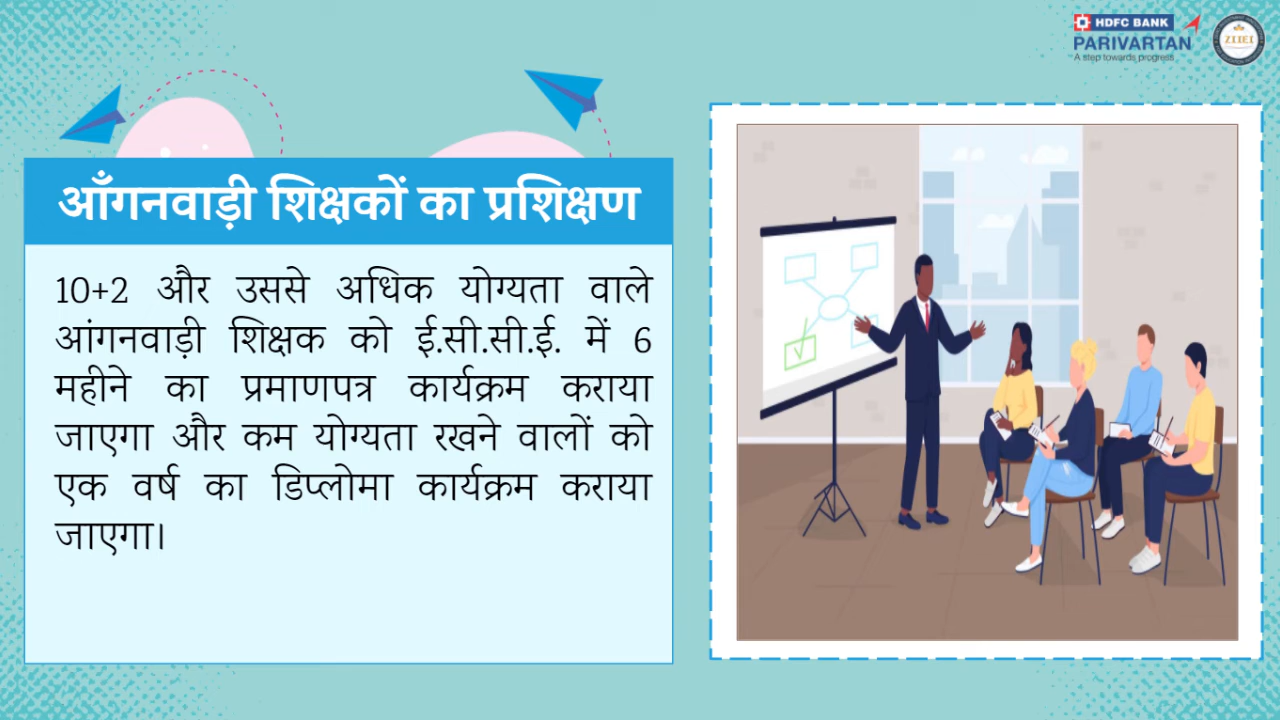 HDFC BANK
PARIVARTAN
A step towards progress
ZIIEI
आँगनवाड़ी शिक्षकों का प्रशिक्षण
10+2 और उससे अधिक योग्यता वाले
आंगनवाड़ी शिक्षक को ई.सी.सी.ई. में 6
महीने का प्रमाणपत्र कार्यक्रम कराया
जाएगा और कम योग्यता रखने वालों को
एक वर्ष का डिप्लोमा कार्यक्रम कराया
जाएगा।